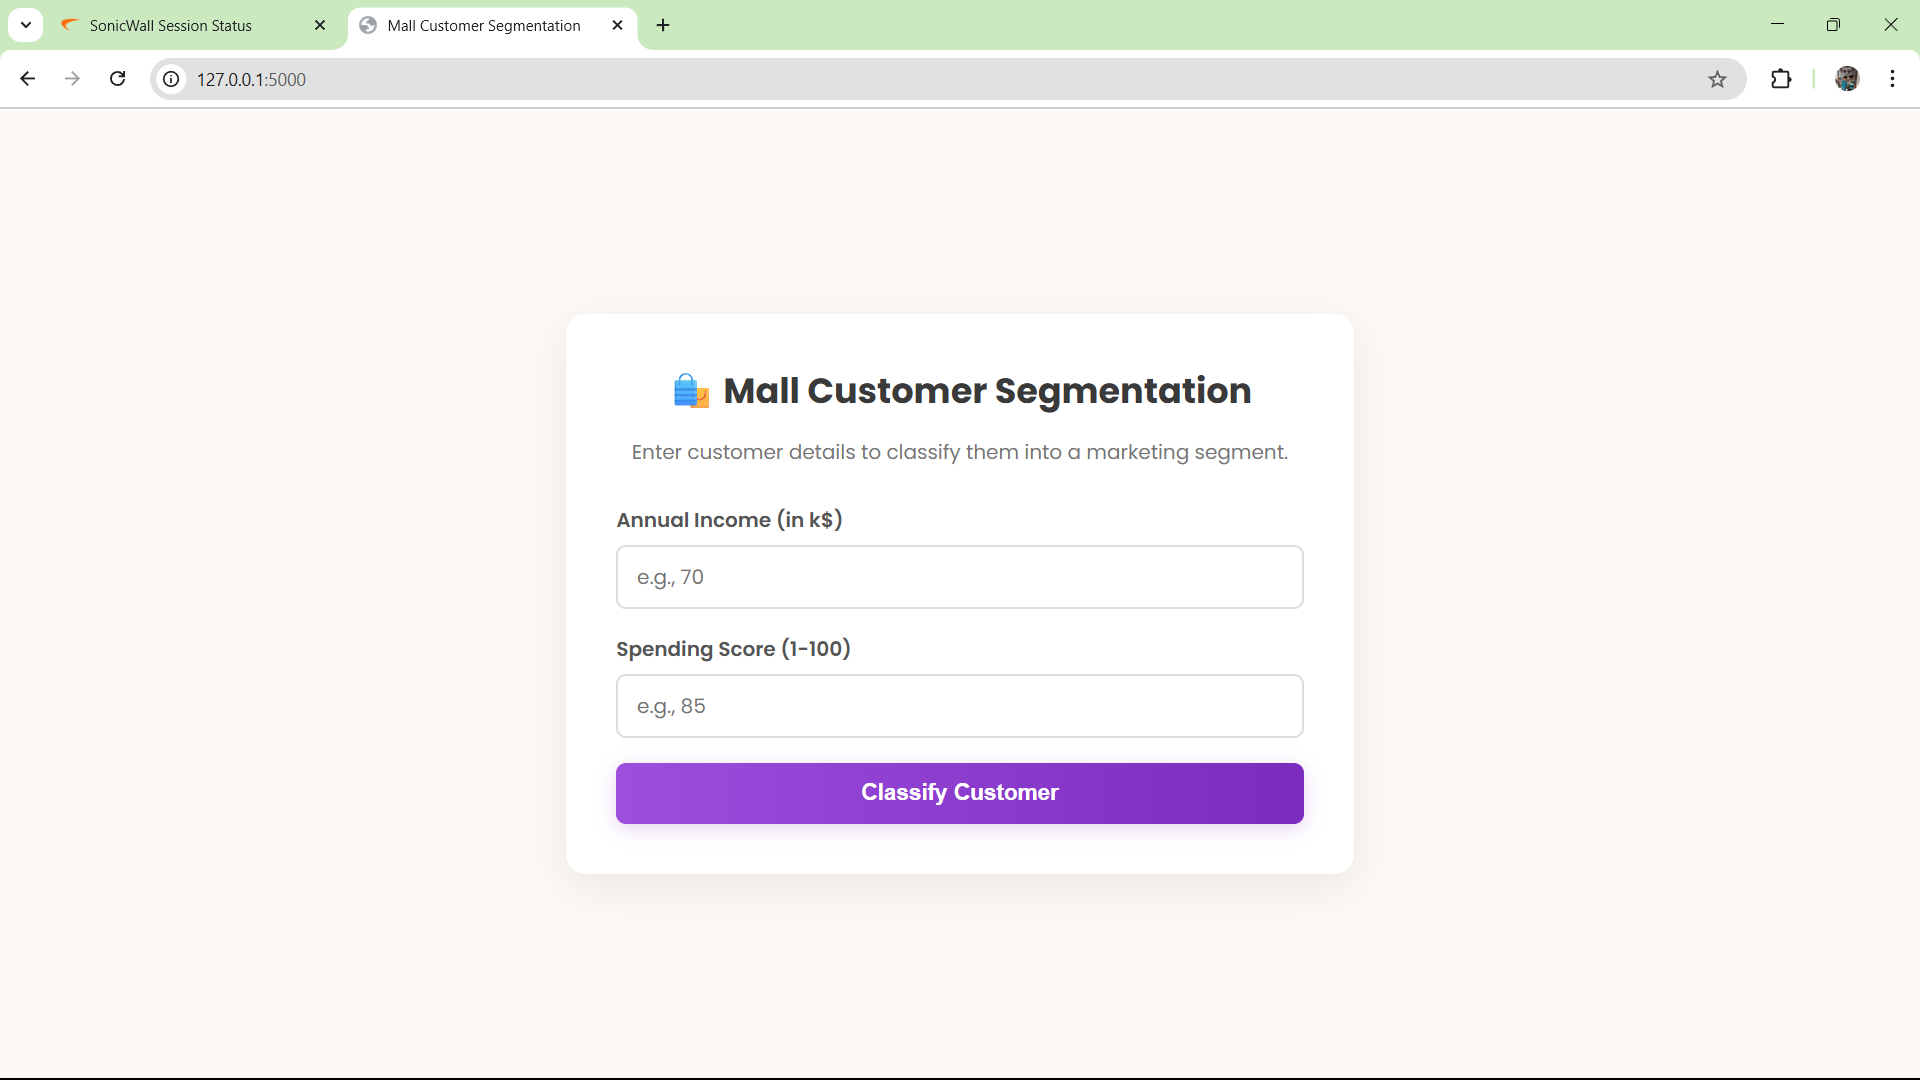 SonicWall Session Status
Mall Customer Segmentation
127.0.0.1:5000
Mall Customer Segmentation
Enter customer details to classify them into a marketing segment.
Annual Income (in k$)
e.g., 70
Spending Score (1-100)
e.g., 85
Classify Customer